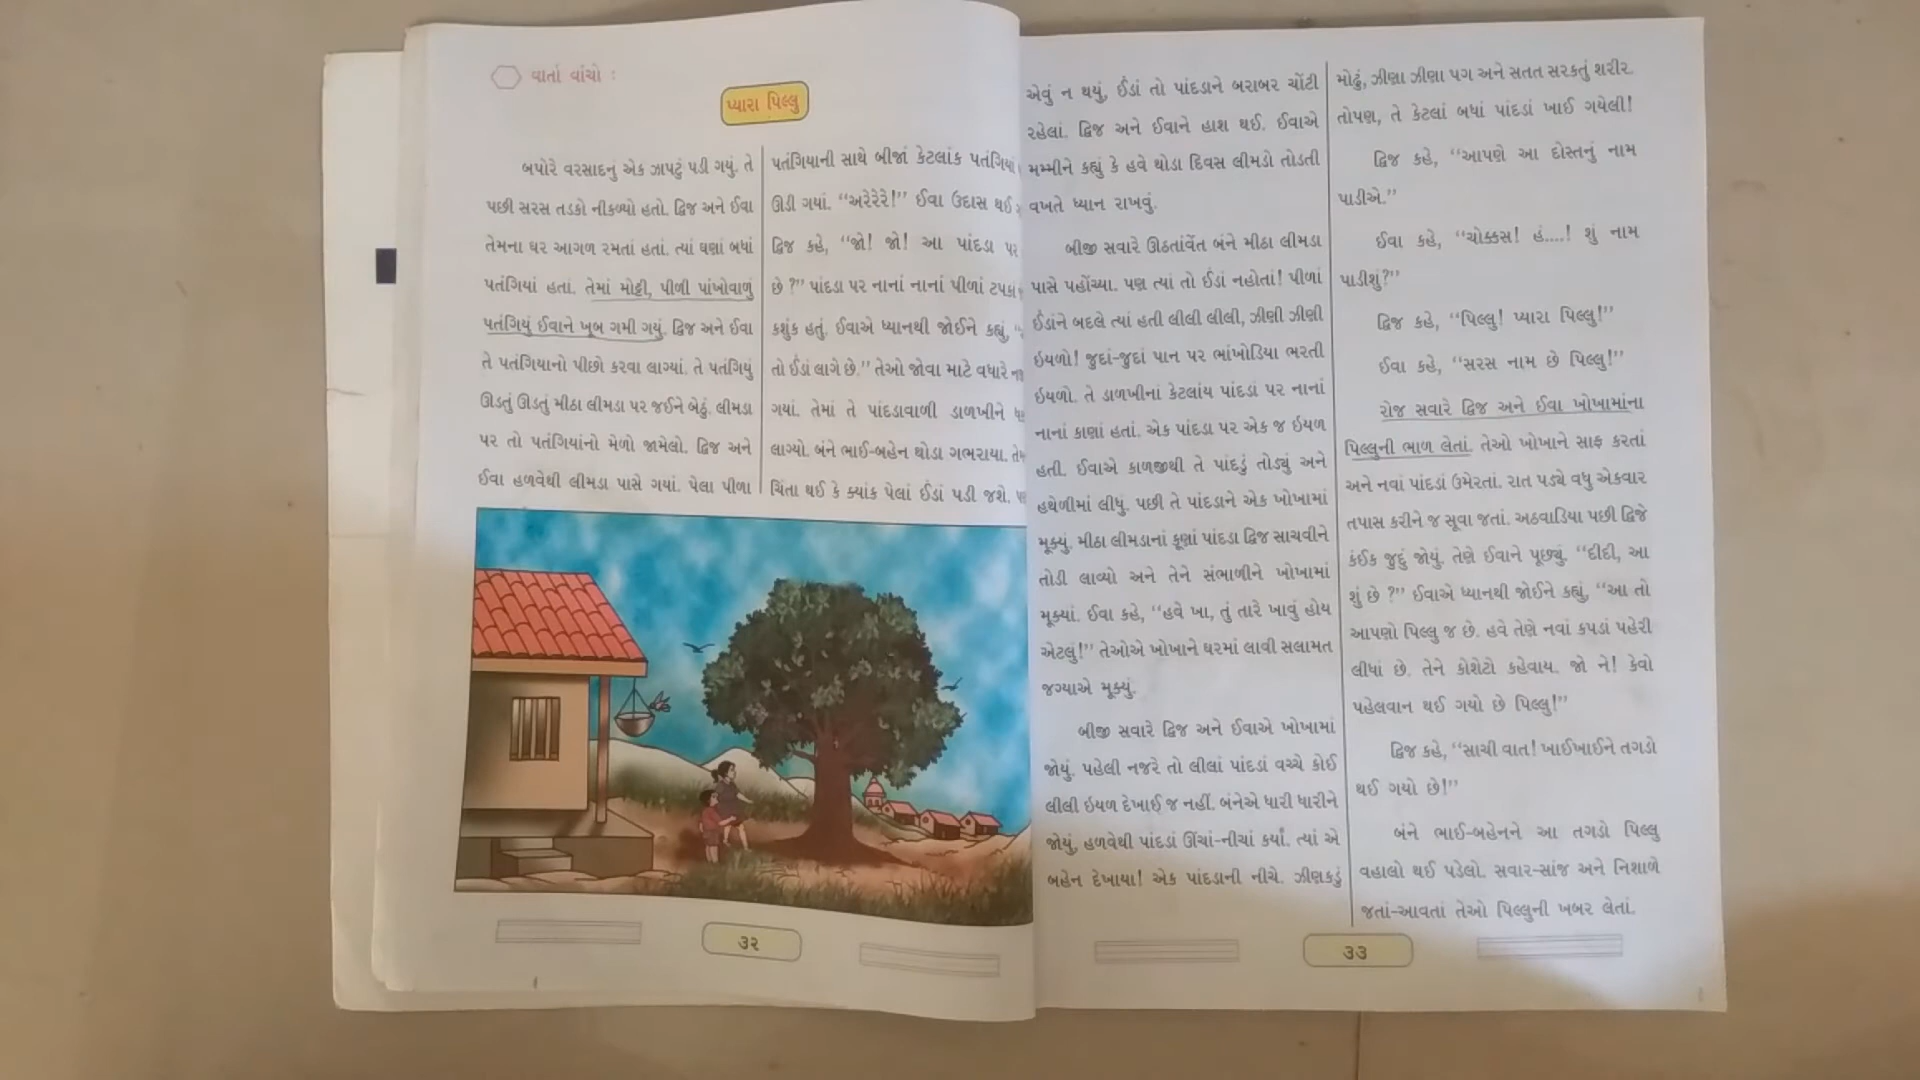 વાર્તા વાંચો :
પ્યારા પિલ્લુ
બપોરે વરસાદનુ એક ઝાપટું પડી ગયું. તે
પછી સરસ તડકો નીકળ્યો હતો. દ્વિજ અને ઈવા
તેમના ઘર આગળ રમતાં હતાં. ત્યાં ઘણાં બધાં
પતંગિયાં હતાં. તેમાં મોટ્ટી, પીળી પાંખોવાળું
પતંગિયું ઈવાને ખૂબ ગમી ગયું. દ્વિજ અને ઈવા
તે પતંગિયાનો પીછો કરવા લાગ્યાં. તે પતંગિયું
ઊડતું ઊડતું મીઠા લીમડા પર જઈને બેઠું. લીમડા
પર તો પતંગિયાંનો મેળો જામેલો. દ્વિજ અને
ઈવા હળવેથી લીમડા પાસે ગયાં. પેલા પીળા
પતંગિયાની સાથે બીજાં કેટલાંક પતંગિયાં
ઊડી ગયાં. “અરેરેરે!” ઈવા ઉદાસ થઈ
દ્વિજ કહે, “જો! જો! આ પાંદડા પર
છે ?” પાંદડા પર નાનાં નાનાં પીળાં ટપકાં
કશુંક હતું. ઈવાએ ધ્યાનથી જોઈને કહ્યું,
તો ઈંડાં લાગે છે.” તેઓ જોવા માટે વધારે
ગયાં. તેમાં તે પાંદડાવાળી ડાળખીને
લાગ્યો. બંને ભાઈ-બહેન થોડા ગભરાયા.
ચિંતા થઈ કે ક્યાંક પેલાં ઈંડાં પડી જશે.
૩૨
એવું ન થયું, ઈંડાં તો પાંદડાને બરાબર ચોંટી
રહેલાં. દ્વિજ અને ઈવાને હાશ થઈ. ઈવાએ
મમ્મીને કહ્યું કે હવે થોડા દિવસ લીમડો તોડતી
વખતે ધ્યાન રાખવું.
બીજી સવારે ઊઠતાંવેંત બંને મીઠા લીમડા
પાસે પહોંચ્યા. પણ ત્યાં તો ઈંડાં નહોતાં! પીળાં
ઈંડાંને બદલે ત્યાં હતી લીલી લીલી, ઝીણી ઝીણી
ઇયળો! જુદાં-જુદાં પાન પર ભાંખોડિયા ભરતી
ઇયળો. તે ડાળખીનાં કેટલાંય પાંદડાં પર નાનાં
નાનાં કાણાં હતાં. એક પાંદડા પર એક જ ઇયળ
હતી. ઈવાએ કાળજીથી તે પાંદડું તોડ્યું અને
હથેળીમાં લીધું. પછી તે પાંદડાને એક ખોખામાં
મૂક્યું. મીઠા લીમડાનાં કૂણાં પાંદડા દ્વિજ સાચવીને
તોડી લાવ્યો અને તેને સંભાળીને ખોખામાં
મૂક્યાં. ઈવા કહે, “હવે ખા, તું તારે ખાવું હોય
એટલું!” તેઓએ ખોખાને ઘરમાં લાવી સલામત
જગ્યાએ મૂક્યું.
બીજી સવારે દ્વિજ અને ઈવાએ ખોખામાં
જોયું. પહેલી નજરે તો લીલાં પાંદડાં વચ્ચે કોઈ
લીલી ઇયળ દેખાઈ જ નહીં. બંનેએ ધારી ધારીને
જોયું, હળવેથી પાંદડાં ઊંચાં-નીચાં કર્યાં. ત્યાં એ
બહેન દેખાયા! એક પાંદડાની નીચે. ઝીણકડું
મોઢું, ઝીણા ઝીણા પગ અને સતત સરકતું શરીર.
તોપણ, તે કેટલાં બધાં પાંદડાં ખાઈ ગયેલી!
દ્વિજ કહે, “આપણે આ દોસ્તનું નામ
પાડીએ.”
ઈવા કહે, “ચોક્કસ! હં....! શું નામ
પાડીશું?”
દ્વિજ કહે, “પિલ્લુ! પ્યારા પિલ્લુ!”
ઈવા કહે, “સરસ નામ છે પિલ્લુ!”
રોજ સવારે દ્વિજ અને ઈવા ખોખામાંના
પિલ્લુની ભાળ લેતાં. તેઓ ખોખાને સાફ કરતાં
અને નવાં પાંદડાં ઉમેરતાં. રાત પડ્યે વધુ એકવાર
તપાસ કરીને જ સૂવા જતાં. અઠવાડિયા પછી દ્વિજે
કંઈક જુદું જોયું. તેણે ઈવાને પૂછ્યું. “દીદી, આ
શું છે ?” ઈવાએ ધ્યાનથી જોઈને કહ્યું, “આ તો
આપણો પિલ્લુ જ છે. હવે તેણે નવાં કપડાં પહેરી
લીધાં છે. તેને કોશેટો કહેવાય. જો ને! કેવો
પહેલવાન થઈ ગયો છે પિલ્લુ!”
દ્વિજ કહે, “સાચી વાત! ખાઈખાઈને તગડો
થઈ ગયો છે!”
બંને ભાઈ-બહેનને આ તગડો પિલ્લુ
વહાલો થઈ પડેલો. સવાર-સાંજ અને નિશાળે
જતાં-આવતાં તેઓ પિલ્લુની ખબર લેતાં.
૩૩